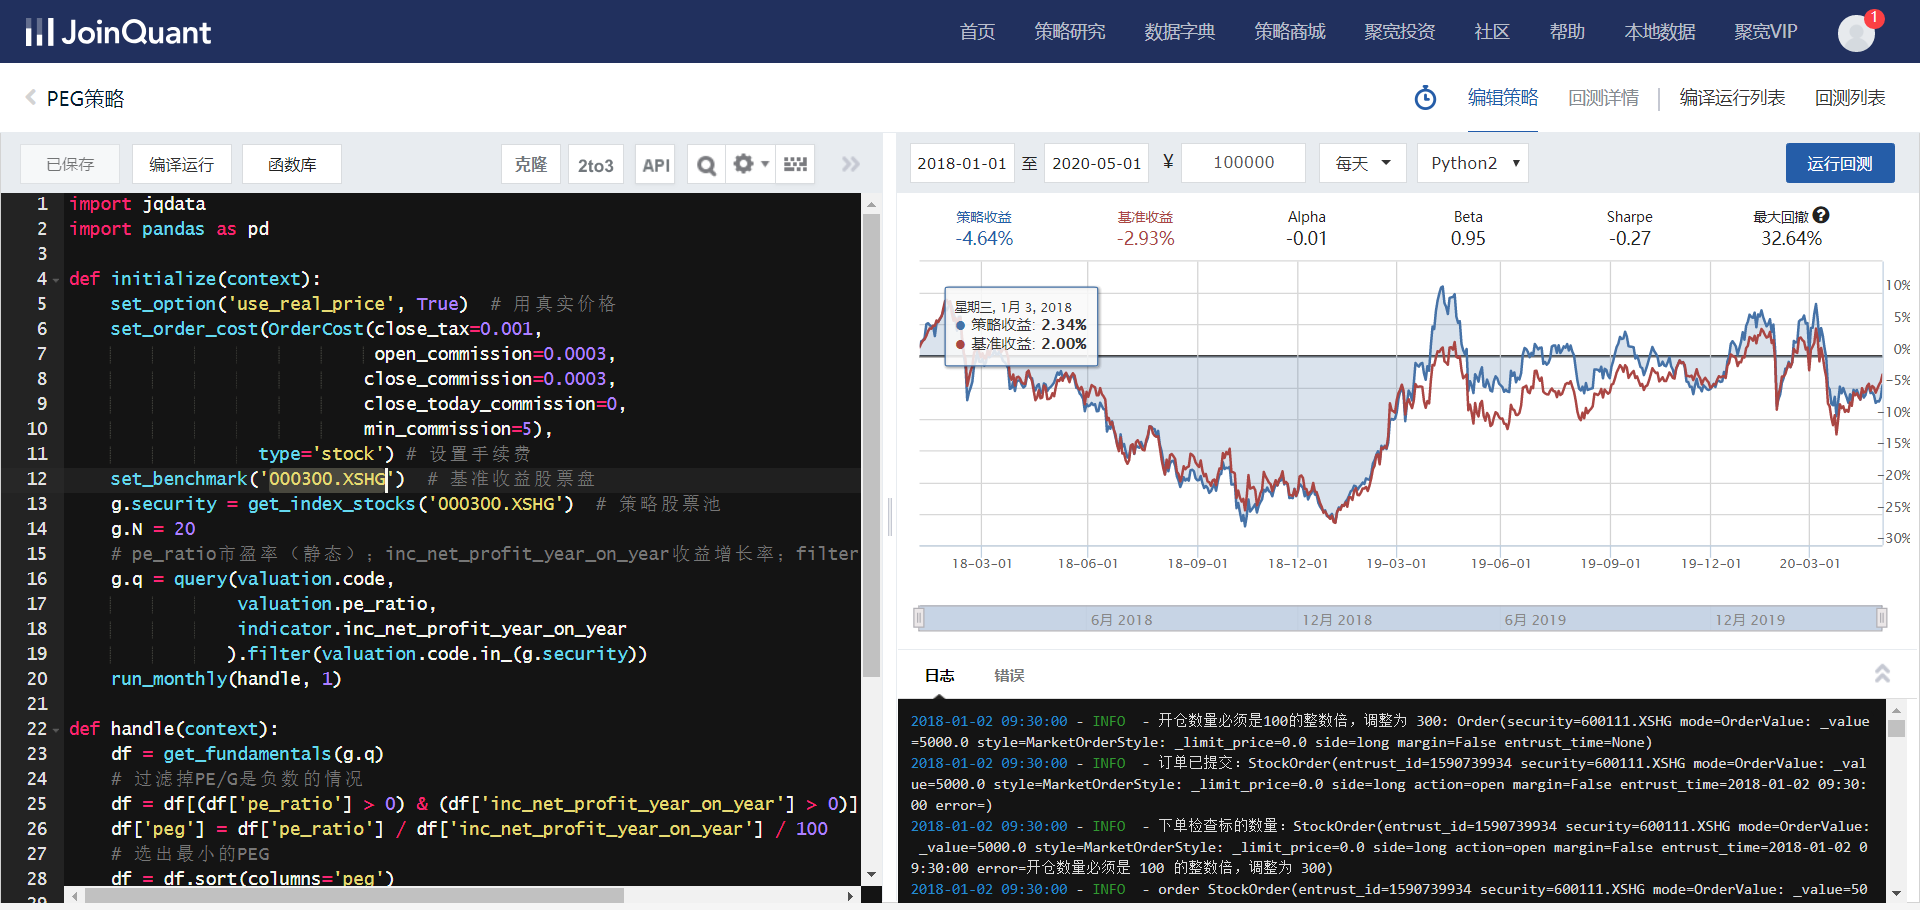 JoinQuant
首页 策略研究 数据字典 策略商城 聚宽投资 社区 帮助 本地数据 聚宽VIP 1
PEG策略
编辑策略 回测详情 编译运行列表 回测列表
已保存 编译运行 函数库 克隆 2to3 API
2018-01-01 至 2020-05-01 ¥ 100000 每天 Python2 运行回测
1 import jqdata
2 import pandas as pd
3
4 def initialize(context):
5 set_option('use_real_price', True) # 用真实价格
6 set_order_cost(OrderCost(close_tax=0.001,
7 open_commission=0.0003,
8 close_commission=0.0003,
9 close_today_commission=0,
10 min_commission=5),
11 type='stock') # 设置手续费
12 set_benchmark('000300.XSHG') # 基准收益股票盘
13 g.security = get_index_stocks('000300.XSHG') # 策略股票池
14 g.N = 20
15 # pe_ratio市盈率（静态）；inc_net_profit_year_on_year收益增长率；filter
16 g.q = query(valuation.code,
17 valuation.pe_ratio,
18 indicator.inc_net_profit_year_on_year
19 ).filter(valuation.code.in_(g.security))
20 run_monthly(handle, 1)
21
22 def handle(context):
23 df = get_fundamentals(g.q)
24 # 过滤掉PE/G是负数的情况
25 df = df[(df['pe_ratio'] > 0) & (df['inc_net_profit_year_on_year'] > 0)]
26 df['peg'] = df['pe_ratio'] / df['inc_net_profit_year_on_year'] / 100
27 # 选出最小的PEG
28 df = df.sort(columns='peg')
29
策略收益 基准收益 Alpha Beta Sharpe 最大回撤
-4.64% -2.93% -0.01 0.95 -0.27 32.64%
星期三, 1月 3, 2018
策略收益: 2.34%
基准收益: 2.00%
10%
5%
0%
-5%
-10%
-15%
-20%
-25%
-30%
18-03-01 18-06-01 18-09-01 18-12-01 19-03-01 19-06-01 19-09-01 19-12-01 20-03-01
6月 2018 12月 2018 6月 2019 12月 2019
日志 错误
2018-01-02 09:30:00 - INFO - 开仓数量必须是100的整数倍，调整为 300: Order(security=600111.XSHG mode=OrderValue: _value
=5000.0 style=MarketOrderStyle: _limit_price=0.0 side=long margin=False entrust_time=None)
2018-01-02 09:30:00 - INFO - 订单已提交：StockOrder(entrust_id=1590739934 security=600111.XSHG mode=OrderValue: _val
ue=5000.0 style=MarketOrderStyle: _limit_price=0.0 side=long action=open margin=False entrust_time=2018-01-02 09:30:
00 error=)
2018-01-02 09:30:00 - INFO - 下单检查标的数量：StockOrder(entrust_id=1590739934 security=600111.XSHG mode=OrderValue:
_value=5000.0 style=MarketOrderStyle: _limit_price=0.0 side=long action=open margin=False entrust_time=2018-01-02 0
9:30:00 error=开仓数量必须是 100 的整数倍，调整为 300)
2018-01-02 09:30:00 - INFO - order StockOrder(entrust_id=1590739934 security=600111.XSHG mode=OrderValue: _value=50